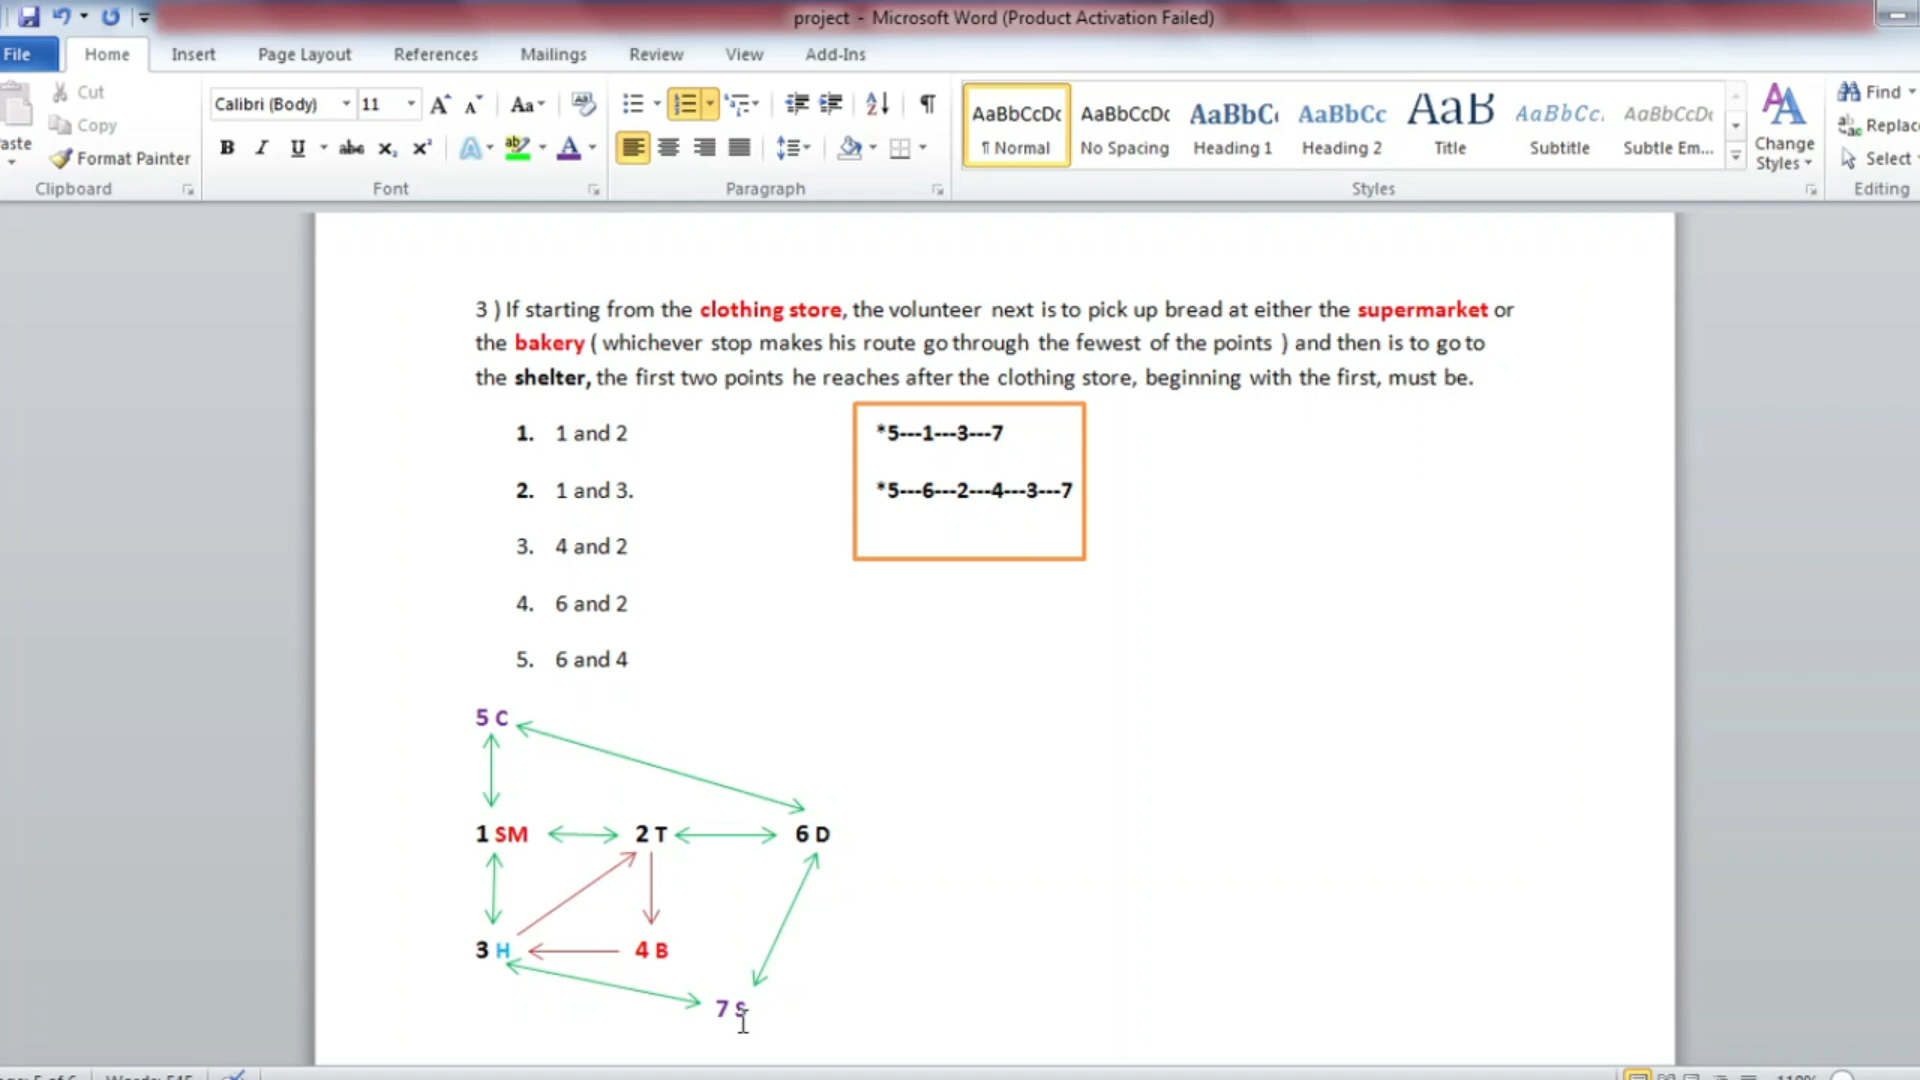 project - Microsoft Word (Product Activation Failed)
File Home Insert Page Layout References Mailings Review View Add-Ins
Cut
Copy
Format Painter
Clipboard
Calibri (Body) 11
Font
Paragraph
AaBbCcDc AaBbCcDc AaBbC AaBbCc AaB AaBbCc. AaBbCcDc
¶ Normal No Spacing Heading 1 Heading 2 Title Subtitle Subtle Em...
Change
Styles
Styles
Find
Replac
Select
Editing
3 ) If starting from the clothing store, the volunteer next is to pick up bread at either the supermarket or
the bakery ( whichever stop makes his route go through the fewest of the points ) and then is to go to
the shelter, the first two points he reaches after the clothing store, beginning with the first, must be.
1. 1 and 2
2. 1 and 3.
3. 4 and 2
4. 6 and 2
5. 6 and 4
*5---1---3---7
*5---6---2---4---3---7
5 C
1 SM 2 T 6 D
3 H 4 B
7 S